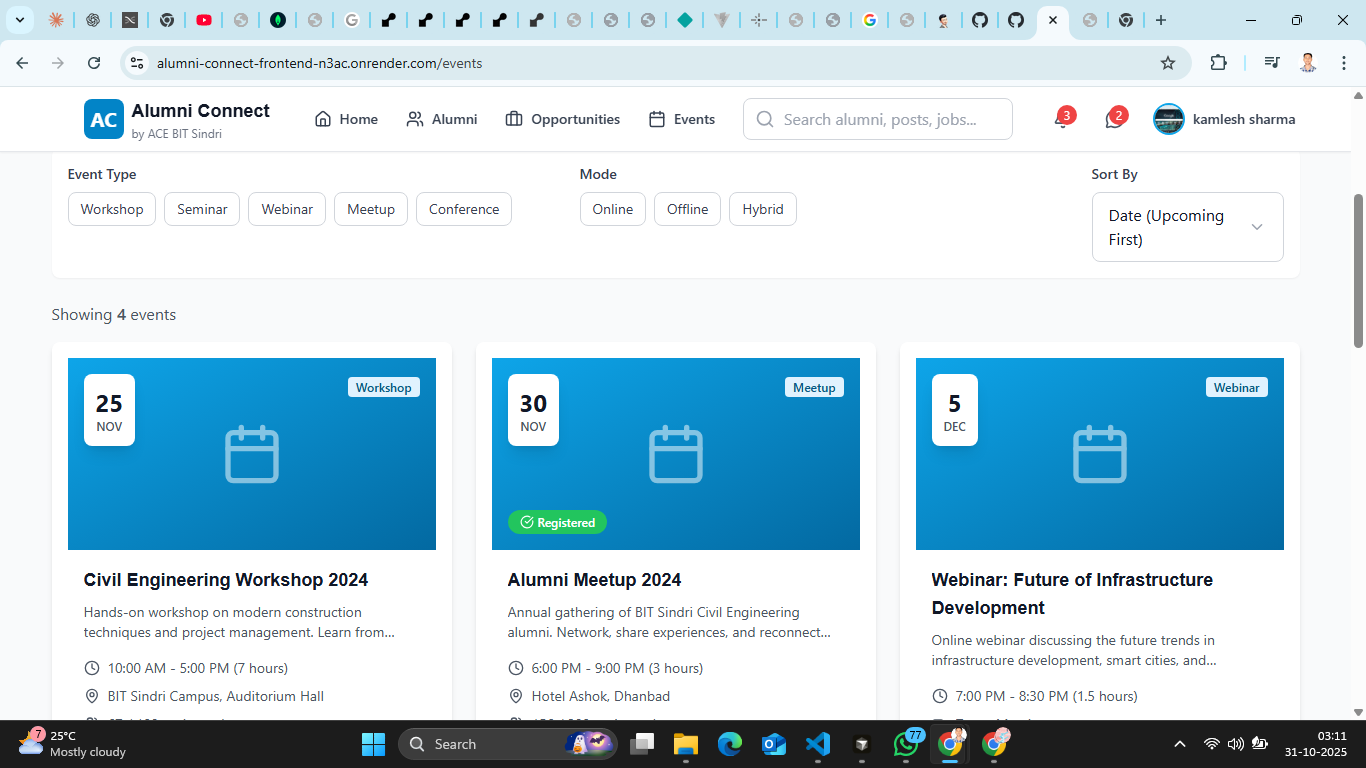 alumni-connect-frontend-n3ac.onrender.com/events
AC
Alumni Connect
by ACE BIT Sindri
Home
Alumni
Opportunities
Events
Search alumni, posts, jobs...
3
2
kamlesh sharma
Event Type
Mode
Sort By
Workshop
Seminar
Webinar
Meetup
Conference
Online
Offline
Hybrid
Date (Upcoming
First)
Showing 4 events
25
NOV
Workshop
Civil Engineering Workshop 2024
Hands-on workshop on modern construction
techniques and project management. Learn from...
10:00 AM - 5:00 PM (7 hours)
BIT Sindri Campus, Auditorium Hall
30
NOV
Meetup
Registered
Alumni Meetup 2024
Annual gathering of BIT Sindri Civil Engineering
alumni. Network, share experiences, and reconnect...
6:00 PM - 9:00 PM (3 hours)
Hotel Ashok, Dhanbad
5
DEC
Webinar
Webinar: Future of Infrastructure
Development
Online webinar discussing the future trends in
infrastructure development, smart cities, and...
7:00 PM - 8:30 PM (1.5 hours)
7
25°C
Mostly cloudy
Search
77
03:11
31-10-2025